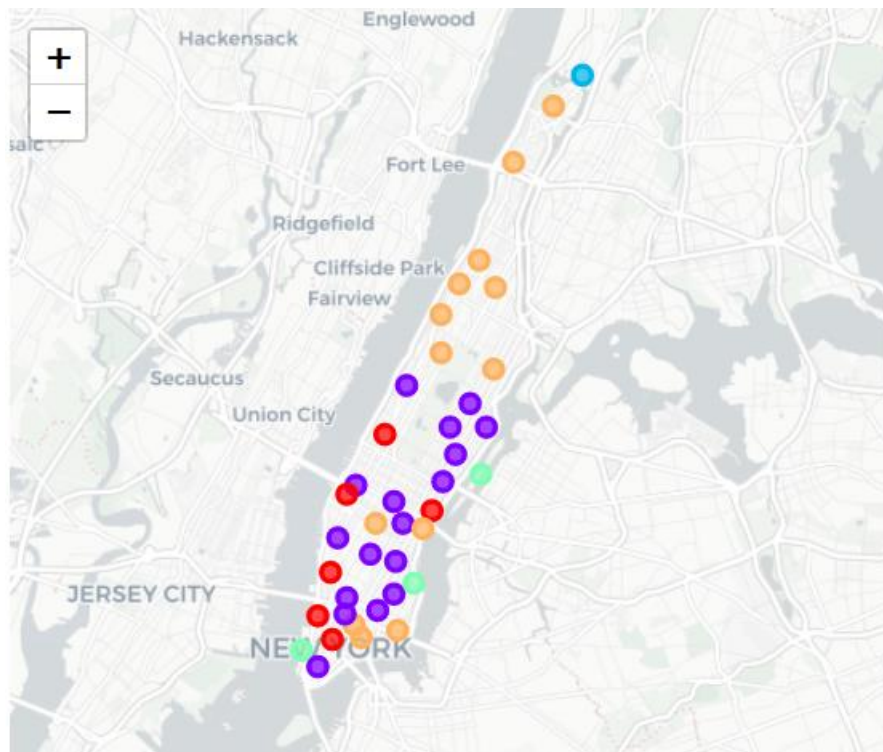 Englewood
Hackensack
+
−
saic
Fort Lee
Ridgefield
Cliffside Park
Fairview
Secaucus
Union City
JERSEY CITY
NEW YORK